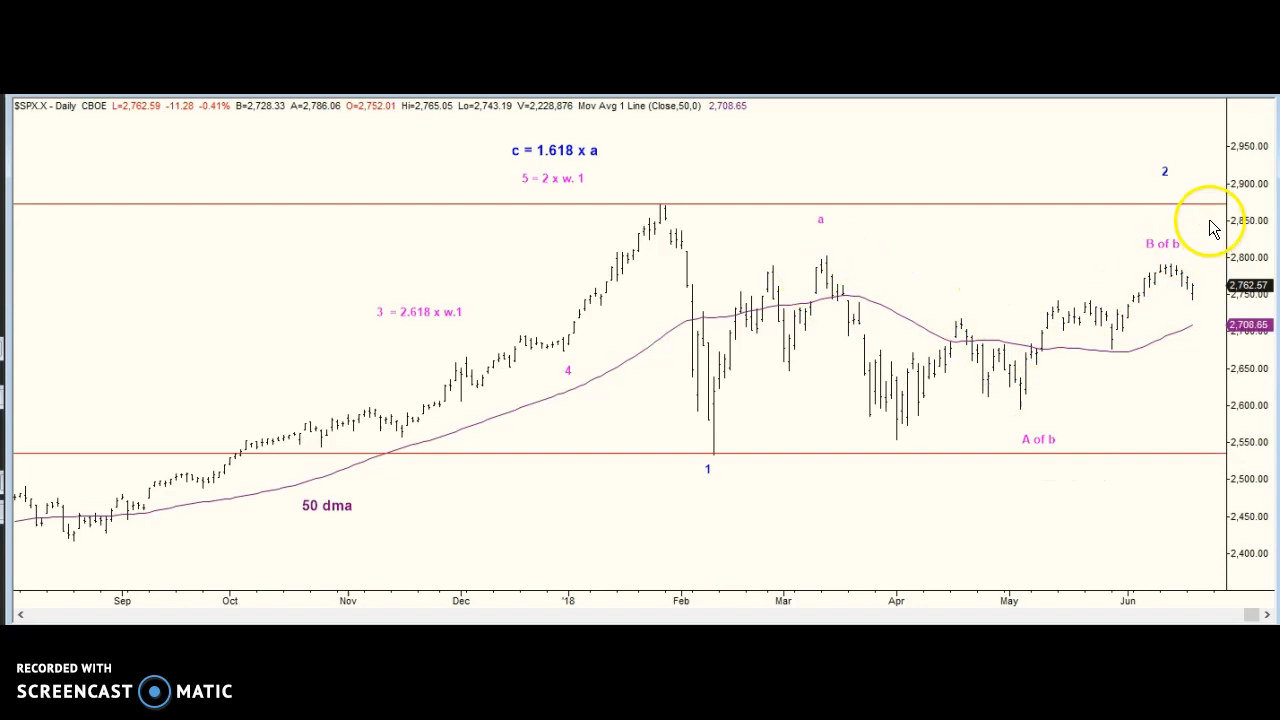 $SPX.X - Daily CBOE L=2,762.59 -11.28 -0.41% B=2,728.33 A=2,786.06 O=2,752.01 Hi=2,765.05 Lo=2,743.19 V=2,228,876 Mov Avg 1 Line (Close,50,0) 2,708.65
c = 1.618 x a
5 = 2 x w. 1
2
a
B of b
3 = 2.618 x w.1
4
A of b
1
50 dma
2,950.00
2,900.00
2,850.00
2,800.00
2,762.57
2,750.00
2,708.65
2,650.00
2,600.00
2,550.00
2,500.00
2,450.00
2,400.00
Sep Oct Nov Dec '18 Feb Mar Apr May Jun
RECORDED WITH
SCREENCAST MATIC